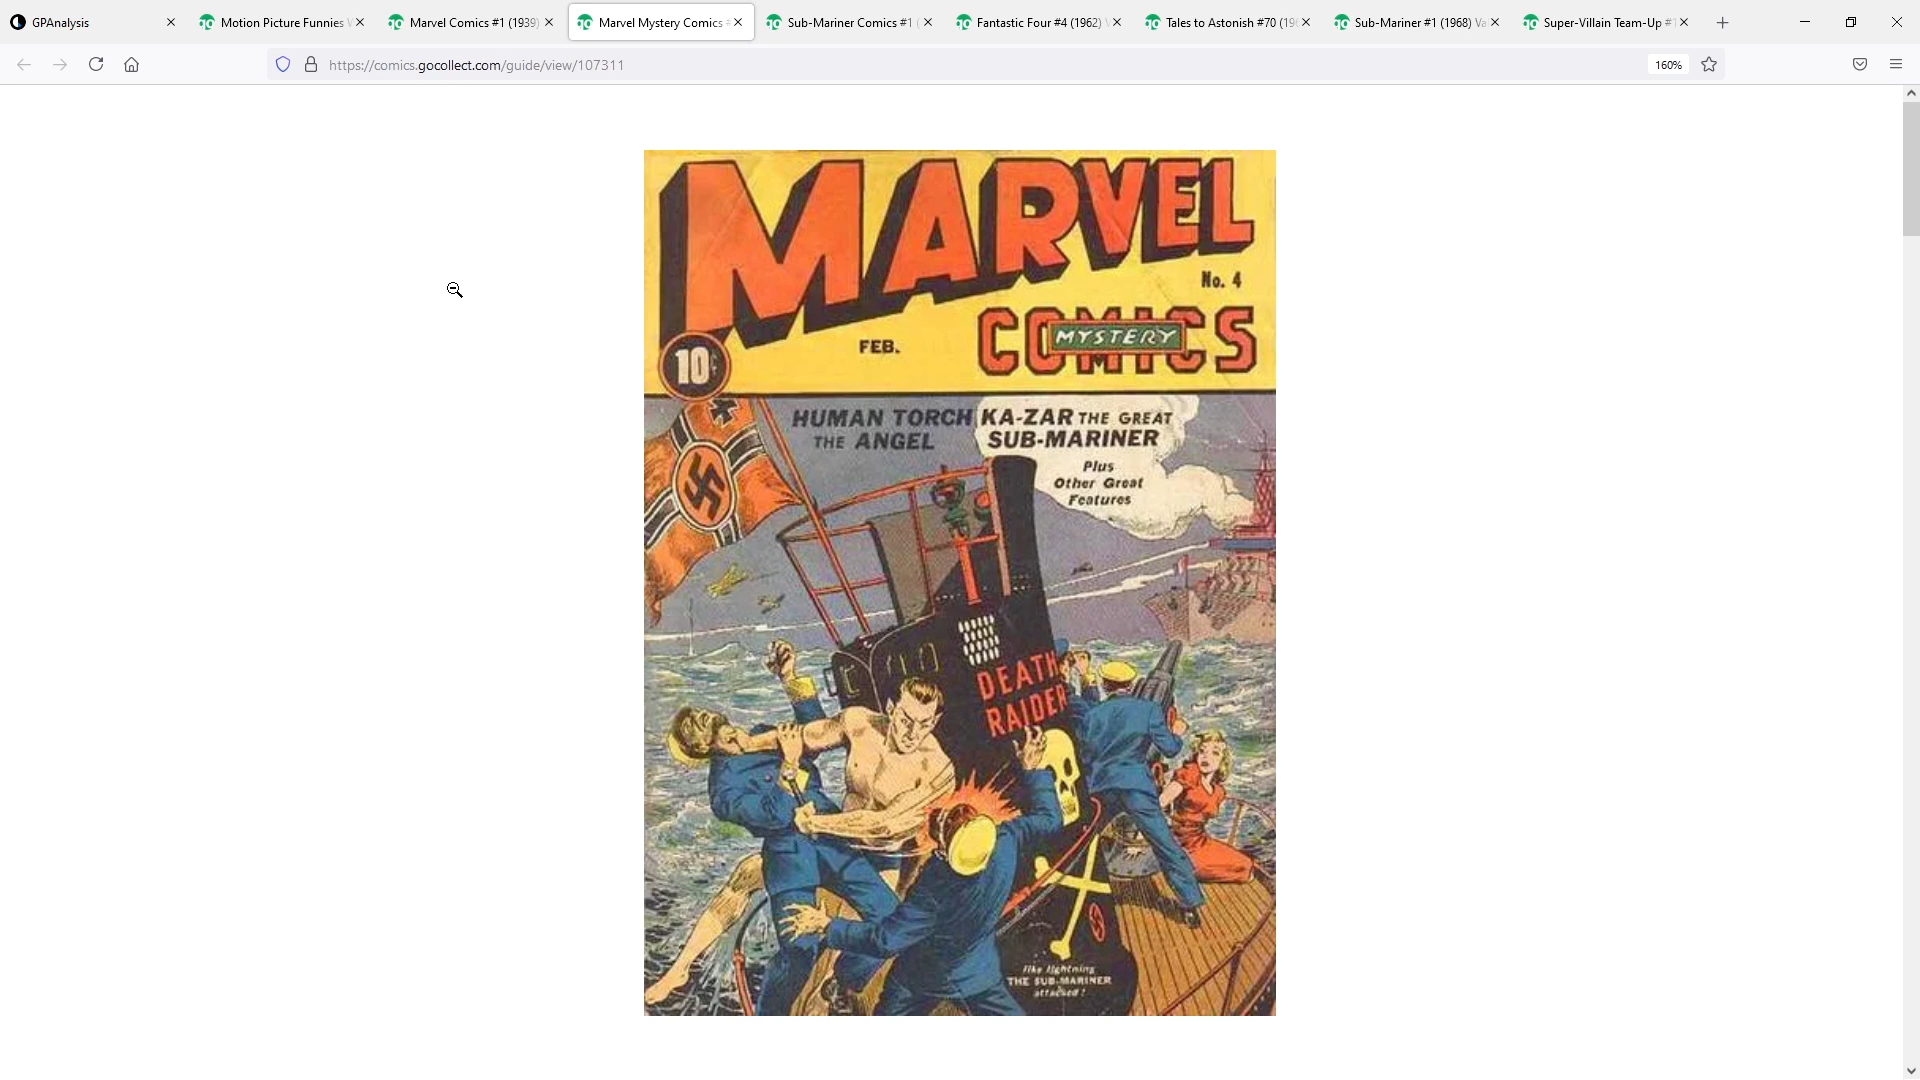 GPAnalysis
Motion Picture Funnies
Marvel Comics #1 (1939)
Marvel Mystery Comics
Sub-Mariner Comics #1
Fantastic Four #4 (1962)
Tales to Astonish #70
Sub-Mariner #1 (1968)
Super-Villain Team-Up
https://comics.gocollect.com/guide/view/107311
160%
MARVEL
No. 4
COMICS
MYSTERY
FEB.
10¢
HUMAN TORCH KA-ZAR THE GREAT
THE ANGEL SUB-MARINER
Plus
Other Great
Features
DEATH
RAIDER
like lightning
THE SUB-MARINER
attacked!